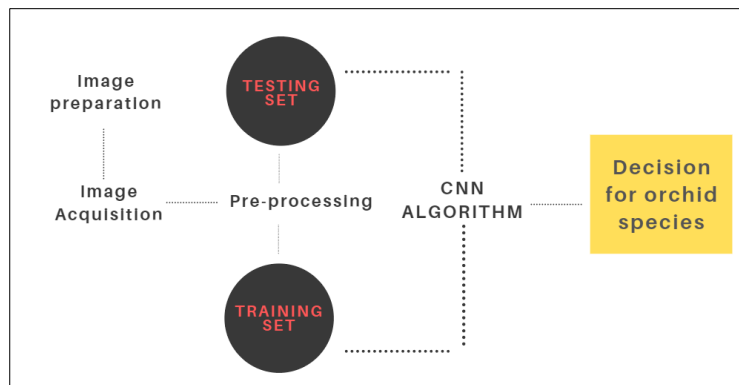 Image
preparation
Image
Acquisition
TESTING
SET
Pre-processing
TRAINING
SET
CNN
ALGORITHM
Decision
for orchid
species